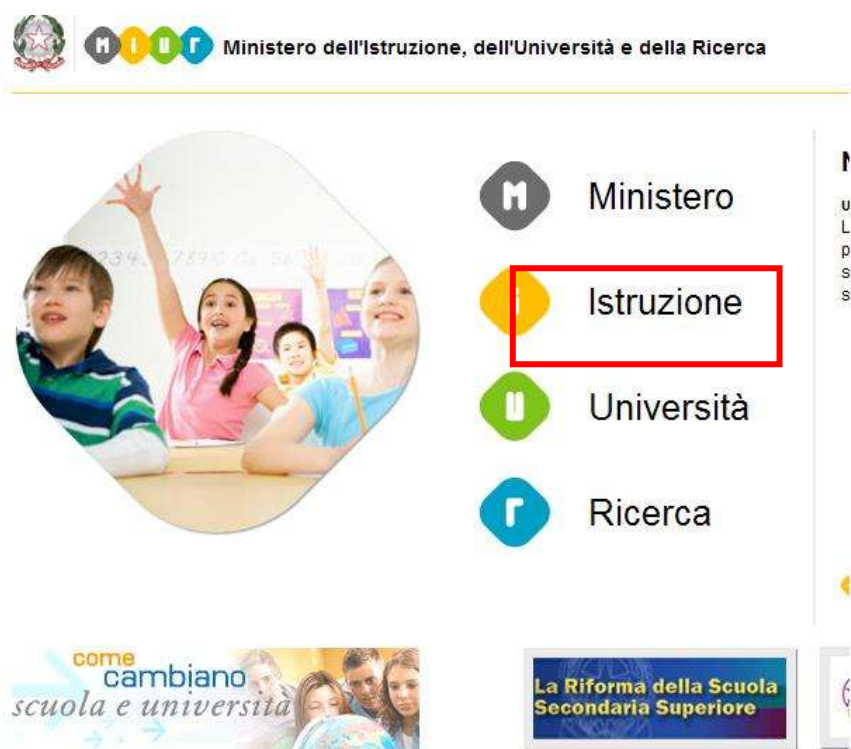 MIUR Ministero dell'Istruzione, dell'Università e della Ricerca
M Ministero
i Istruzione
U Università
r Ricerca
come
cambiano
scuola e università
La Riforma della Scuola
Secondaria Superiore